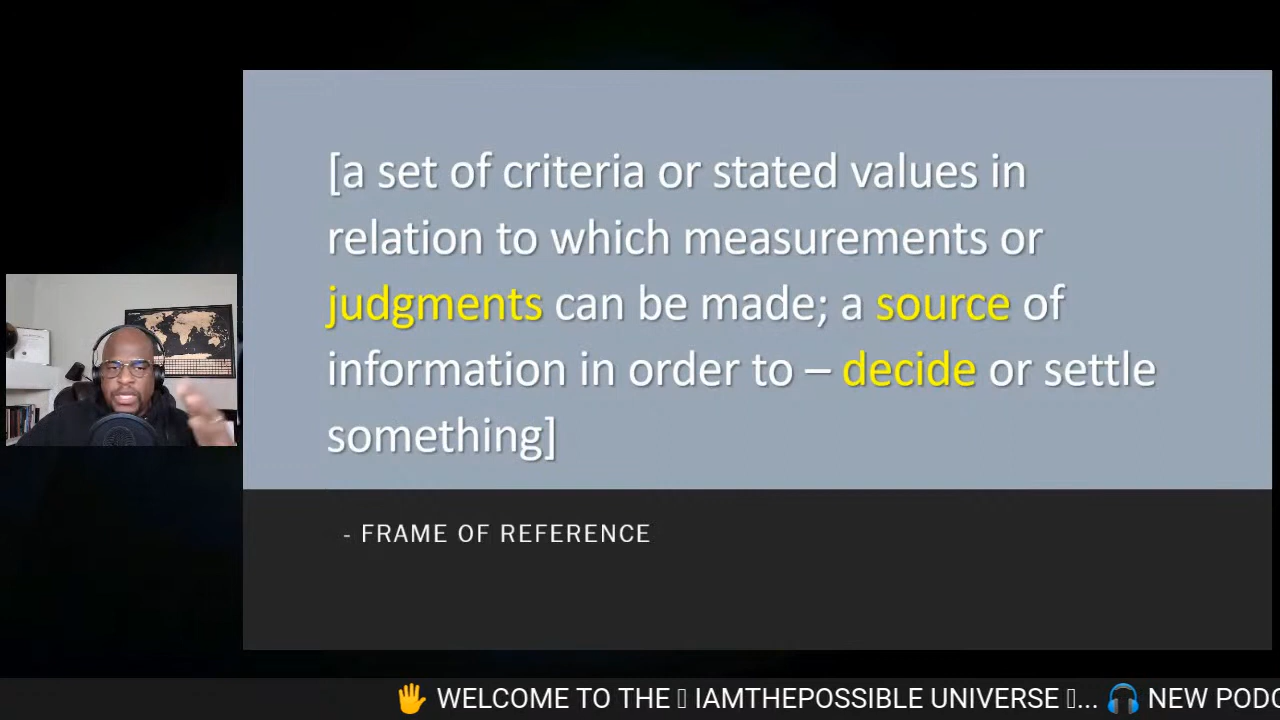 [a set of criteria or stated values in
relation to which measurements or
judgments can be made; a source of
information in order to – decide or settle
something]
- FRAME OF REFERENCE
🖐 WELCOME TO THE ▯ IAMTHEPOSSIBLE UNIVERSE ▯... 🎧 NEW PODC